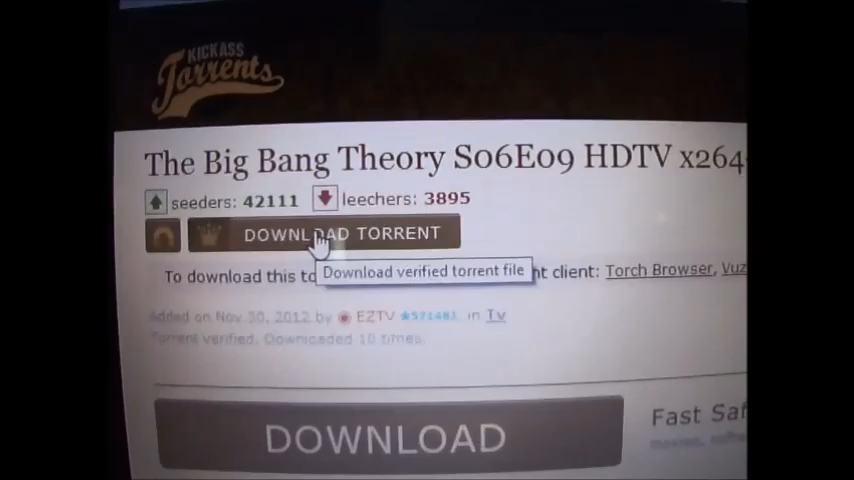 KICKASS
Torrents
The Big Bang Theory S06E09 HDTV x264-
seeders: 42111 leechers: 3895
DOWNLOAD TORRENT
Download verified torrent file
To download this to nt client: Torch Browser, Vuz
Added on Nov 30, 2012 by EZTV in Tv
Torrent verified. Downloaded 10 times.
DOWNLOAD
Fast Saf